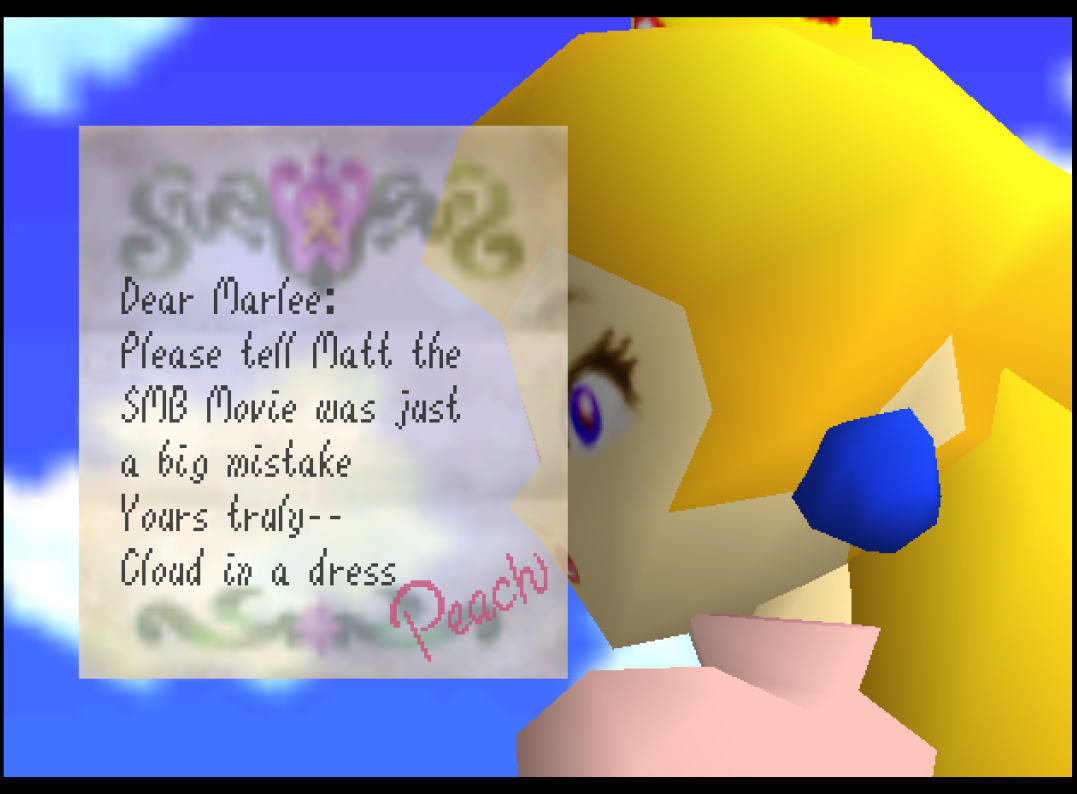 Dear Marlee:
Please tell Matt the
SMB Movie was just
a big mistake
Yours truly--
Cloud in a dress
Peach